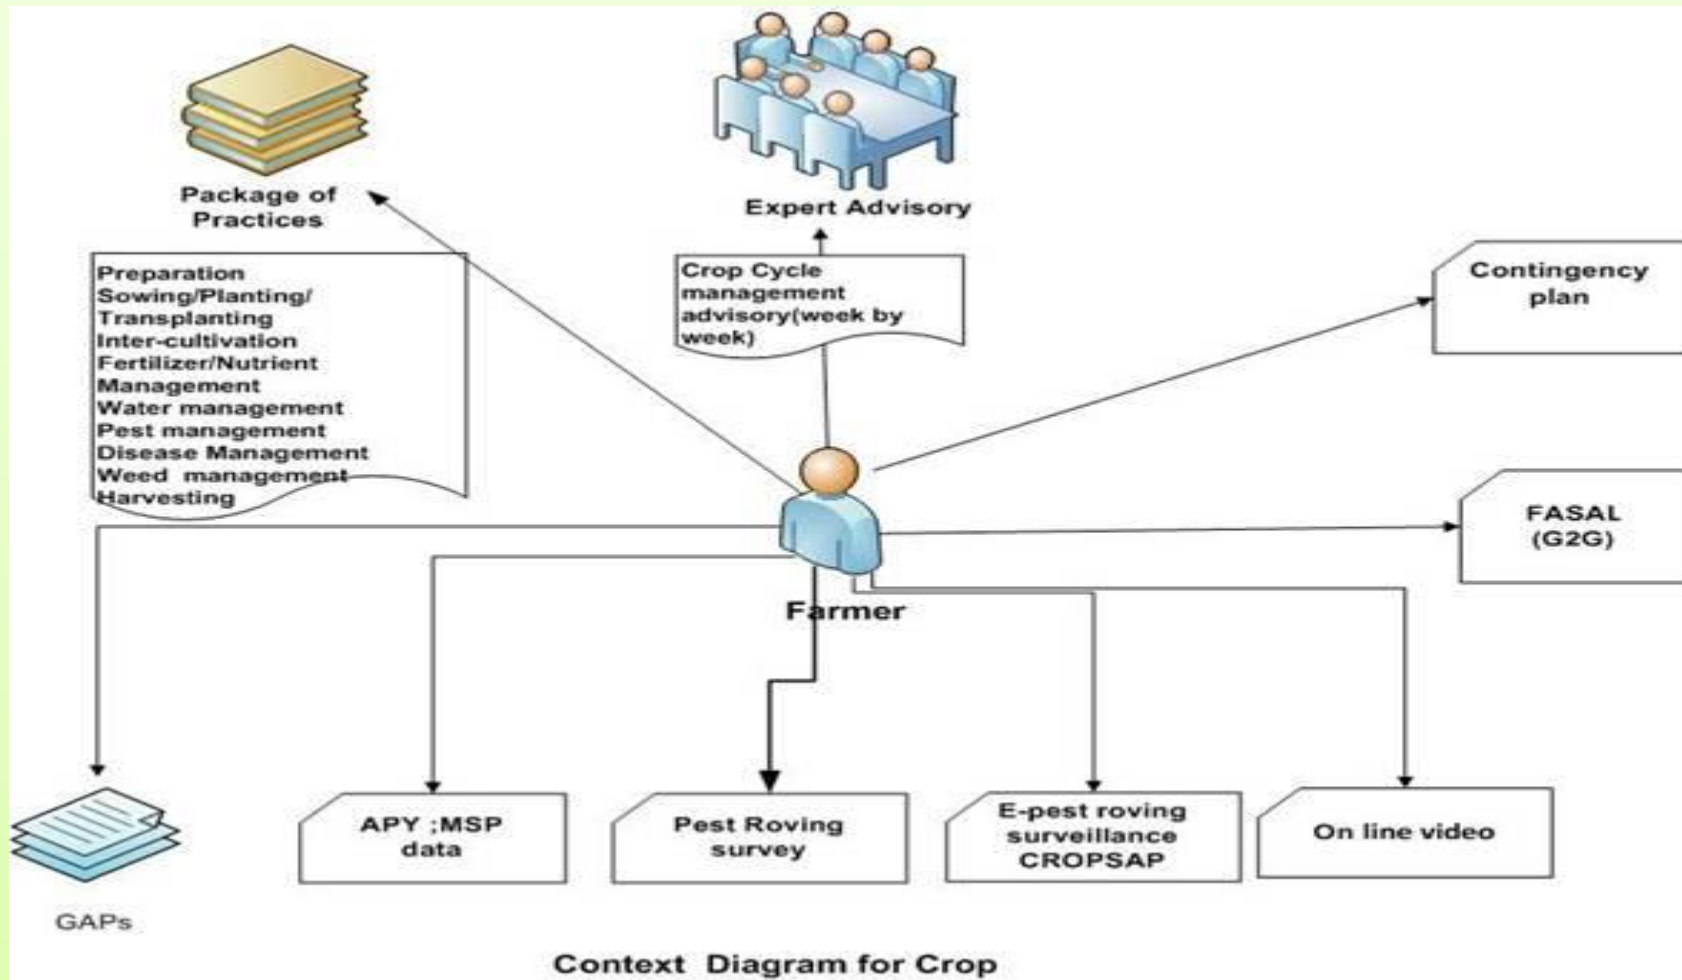 Package of
Practices
Expert Advisory
Preparation
Sowing/Planting/
Transplanting
Inter-cultivation
Fertilizer/Nutrient
Management
Water management
Pest management
Disease Management
Weed management
Harvesting
Crop Cycle
management
advisory(week by
week)
Contingency
plan
FASAL
(G2G)
Farmer
GAPs
APY ;MSP
data
Pest Roving
survey
E-pest roving
surveillance
CROPSAP
On line video
Context Diagram for Crop